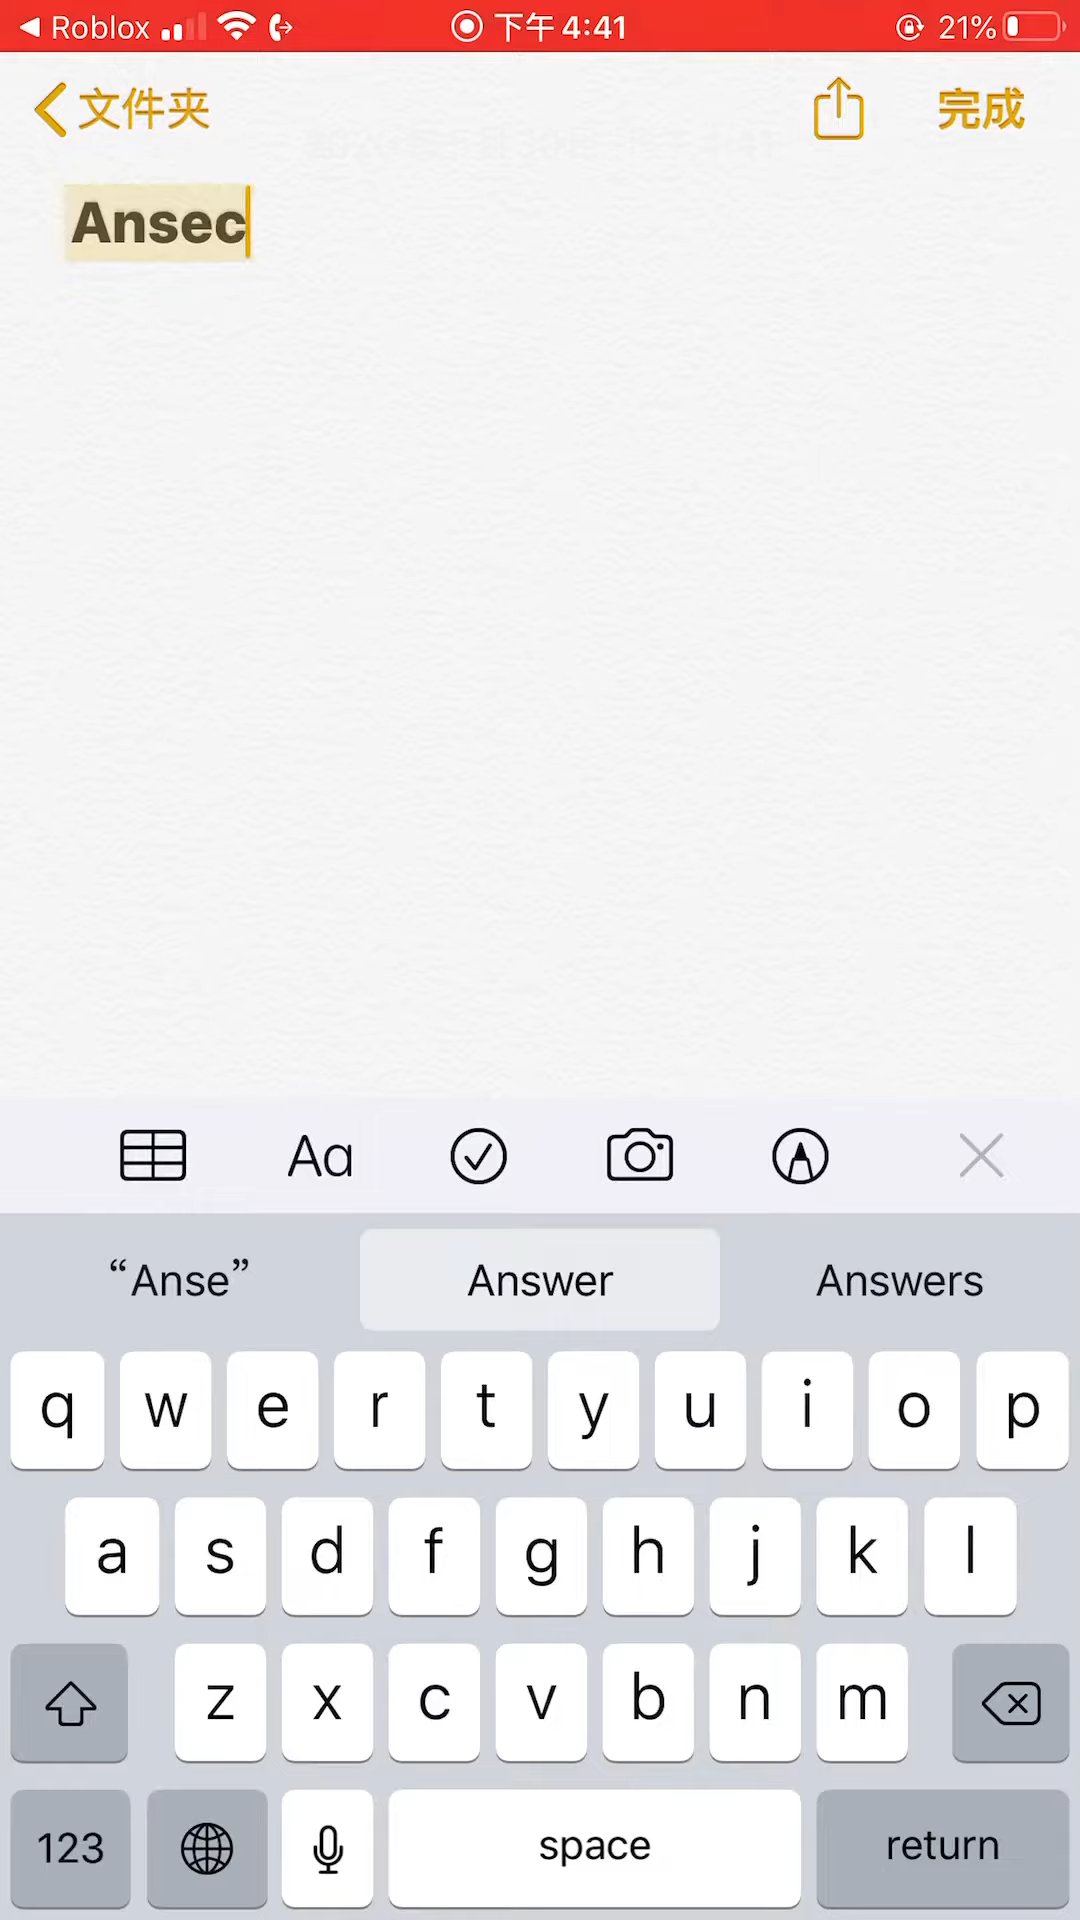 Roblox 下午4:41 21%
文件夹 完成
Ansec
Aa
“Anse” Answer Answers
q w e r t y u i o p
a s d f g h j k l
z x c v b n m
123 space return